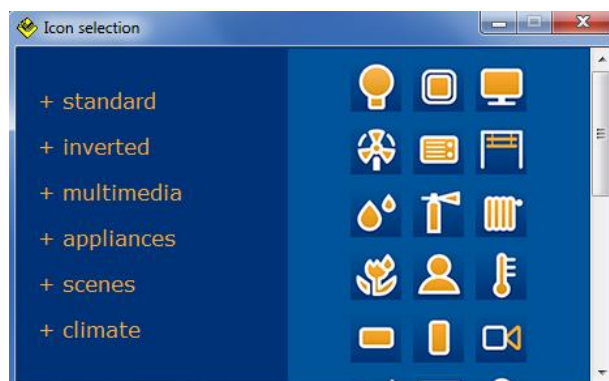 Icon selection
+ standard
+ inverted
+ multimedia
+ appliances
+ scenes
+ climate